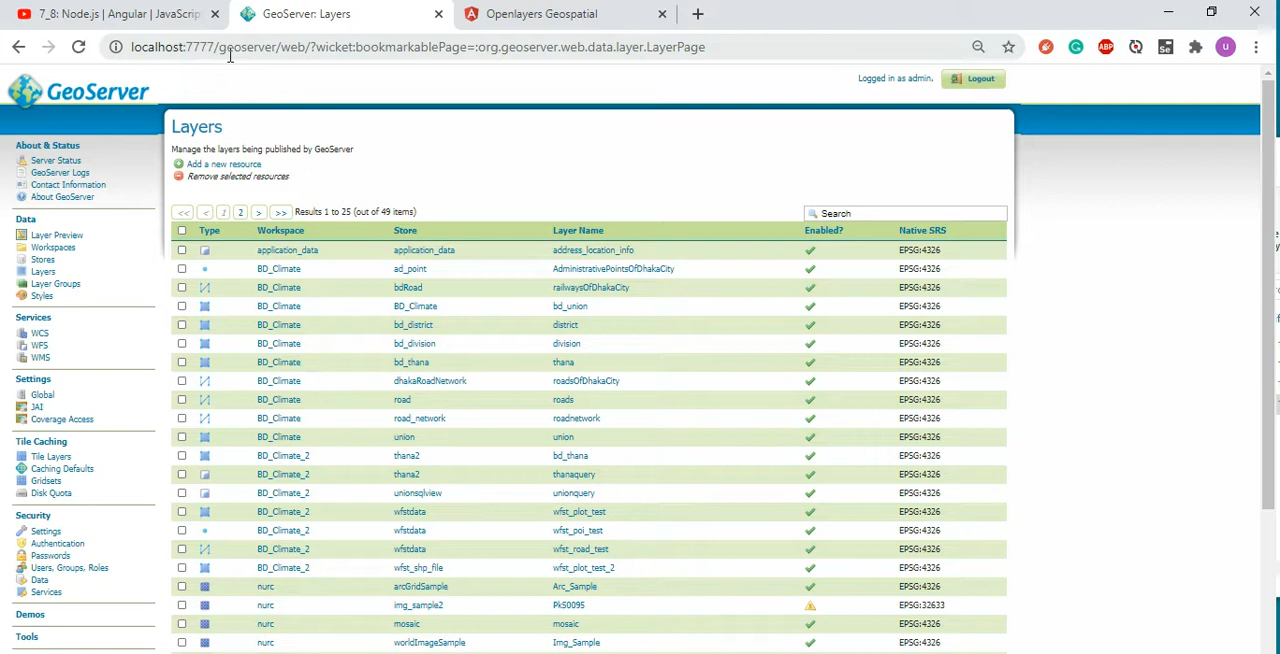 7_8: Node.js | Angular | JavaScrip
GeoServer: Layers
Openlayers Geospatial
localhost:7777/geoserver/web/?wicket:bookmarkablePage=:org.geoserver.web.data.layer.LayerPage
ABP
Se
U
GeoServer
Logged in as admin.
Logout
About & Status
Server Status
GeoServer Logs
Contact Information
About GeoServer
Data
Layer Preview
Workspaces
Stores
Layers
Layer Groups
Styles
Services
WCS
WFS
WMS
Settings
Global
JAI
Coverage Access
Tile Caching
Tile Layers
Caching Defaults
Gridsets
Disk Quota
Security
Settings
Authentication
Passwords
Users, Groups, Roles
Data
Services
Demos
Tools
Layers
Manage the layers being published by GeoServer
Add a new resource
Remove selected resources
<< < 1 2 > >> Results 1 to 25 (out of 49 items)
Search
Type Workspace Store Layer Name Enabled? Native SRS
application_data application_data address_location_info EPSG:4326
BD_Climate ad_point AdministrativePointsOfDhakaCity EPSG:4326
BD_Climate bdRoad railwaysOfDhakaCity EPSG:4326
BD_Climate BD_Climate bd_union EPSG:4326
BD_Climate bd_district district EPSG:4326
BD_Climate bd_division division EPSG:4326
BD_Climate bd_thana thana EPSG:4326
BD_Climate dhakaRoadNetwork roadsOfDhakaCity EPSG:4326
BD_Climate road roads EPSG:4326
BD_Climate road_network roadnetwork EPSG:4326
BD_Climate union union EPSG:4326
BD_Climate_2 thana2 bd_thana EPSG:4326
BD_Climate_2 thana2 thanaquery EPSG:4326
BD_Climate_2 unionsqlview unionquery EPSG:4326
BD_Climate_2 wfstdata wfst_plot_test EPSG:4326
BD_Climate_2 wfstdata wfst_poi_test EPSG:4326
BD_Climate_2 wfstdata wfst_road_test EPSG:4326
BD_Climate_2 wfst_shp_file wfst_plot_test_2 EPSG:4326
nurc arcGridSample Arc_Sample EPSG:4326
nurc img_sample2 Pk50095 EPSG:32633
nurc mosaic mosaic EPSG:4326
nurc worldImageSample Img_Sample EPSG:4326